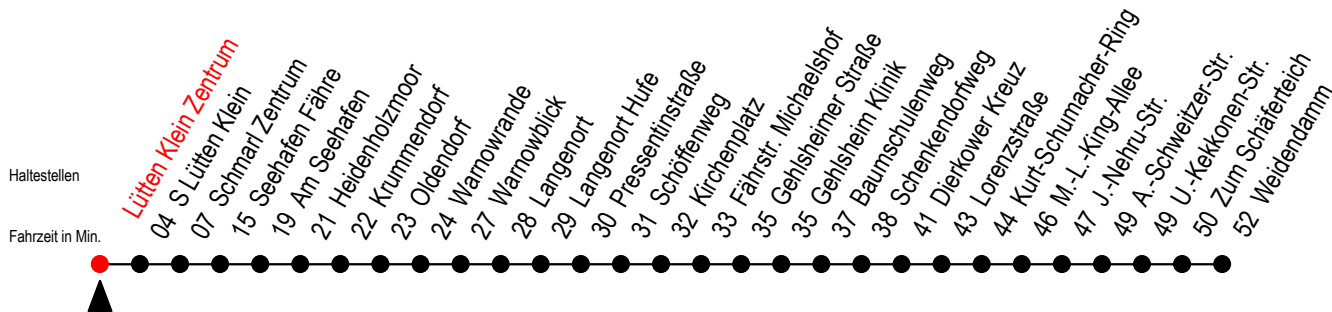 Lütten Klein Zentrum
04 S Lütten Klein
07 Schmarl Zentrum
15 Seehafen Fähre
19 Am Seehafen
21 Heidenholzmoor
22 Krummendorf
23 Oldendorf
24 Warnowrande
27 Warnowblick
28 Langenort
29 Langenort Hufe
30 Pressentinstraße
31 Schöffenweg
32 Kirchenplatz
33 Fährstr. Michaelshof
35 Gehlsheimer Straße
35 Gehlsheim Klinik
37 Baumschulenweg
38 Schenkendorfweg
41 Dierkower Kreuz
43 Lorenzstraße
44 Kurt-Schumacher-Ring
46 M.-L.-King-Allee
47 J.-Nehru-Str.
49 A.-Schweitzer-Str.
49 U.-Kekkonen-Str.
50 Zum Schäferteich
52 Weidendamm
Haltestellen
Fahrzeit in Min.